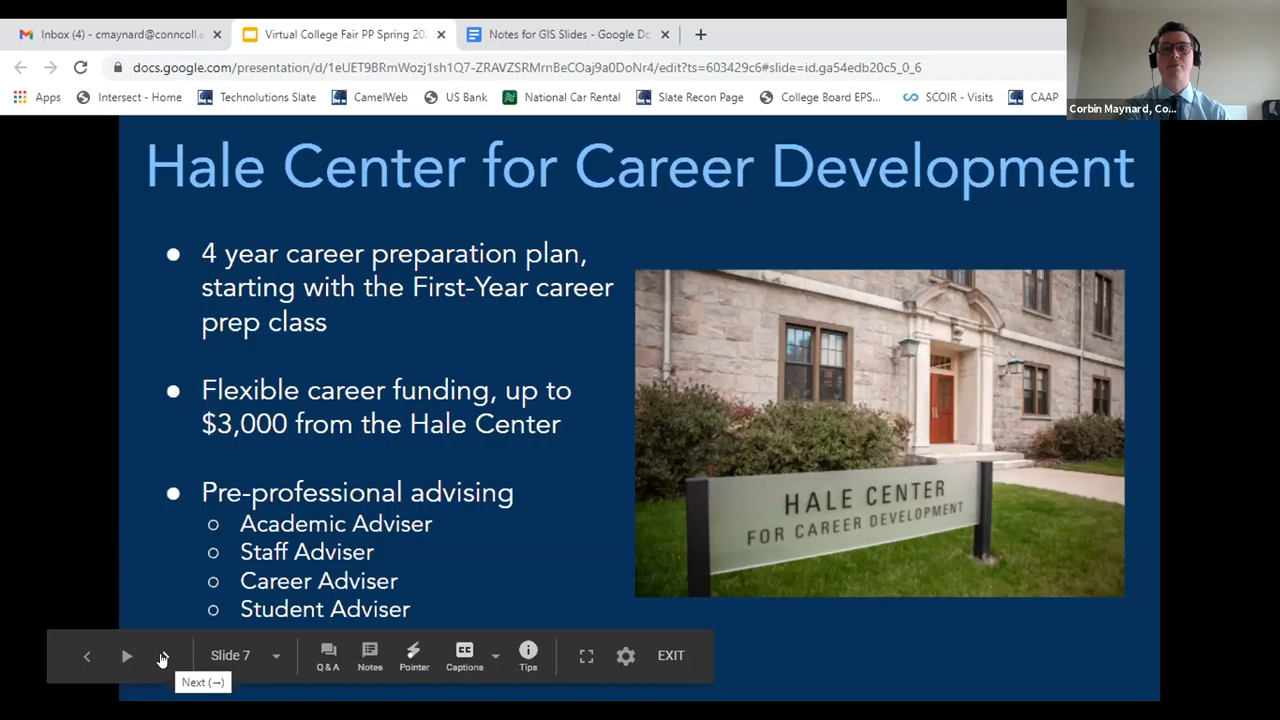 Inbox (4) - cmaynard@conncoll.e
Virtual College Fair PP Spring 202
Notes for GIS Slides - Google Do
docs.google.com/presentation/d/1eUET9BRmWozj1sh1Q7-ZRAVZSRMrnBeCOaj9a0DoNr4/edit?ts=603429c6#slide=id.ga54edb20c5_0_6
Apps
Intersect - Home
Technolutions Slate
CamelWeb
US Bank
National Car Rental
Slate Recon Page
College Board EPS...
SCOIR - Visits
CAAP
Corbin Maynard, Co...
Hale Center for Career Development
4 year career preparation plan,
starting with the First-Year career
prep class
Flexible career funding, up to
$3,000 from the Hale Center
Pre-professional advising
Academic Adviser
Staff Adviser
Career Adviser
Student Adviser
HALE CENTER
FOR CAREER DEVELOPMENT
Slide 7
Q & A
Notes
Pointer
CC
Captions
Tips
EXIT
Next (→)